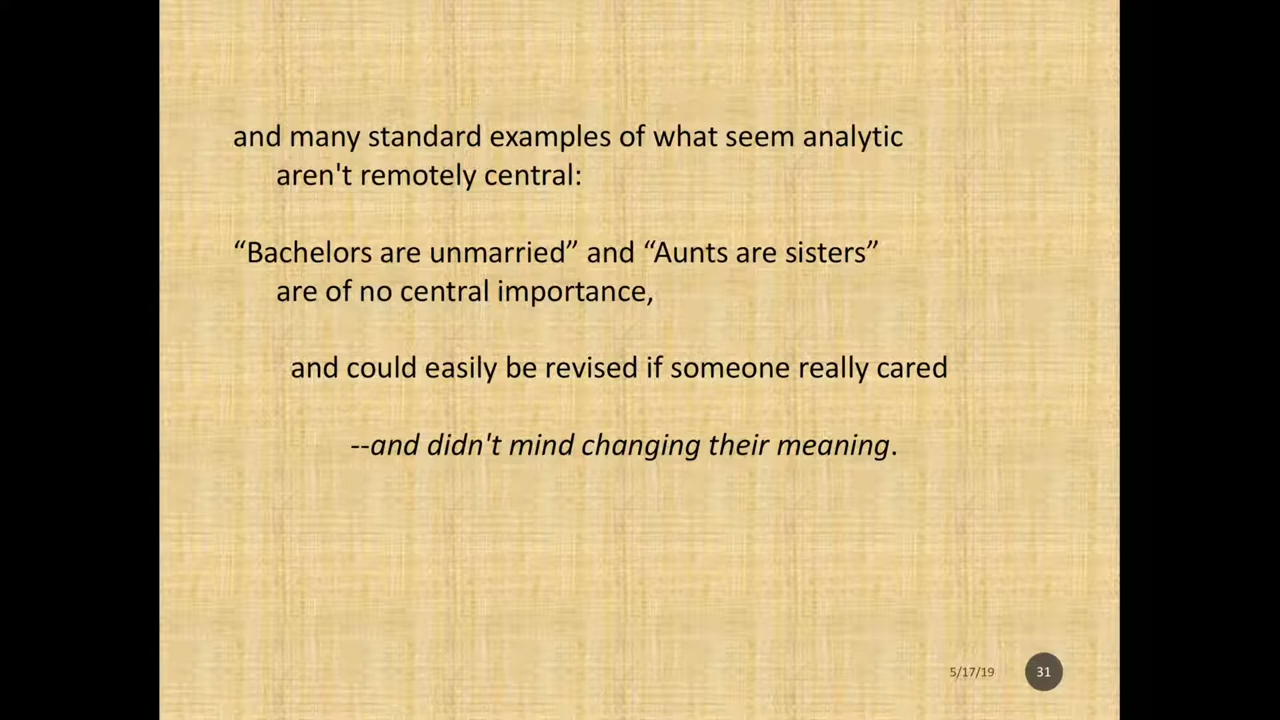 and many standard examples of what seem analytic
aren't remotely central:
“Bachelors are unmarried” and “Aunts are sisters”
are of no central importance,
and could easily be revised if someone really cared
--and didn't mind changing their meaning.
5/17/19
31